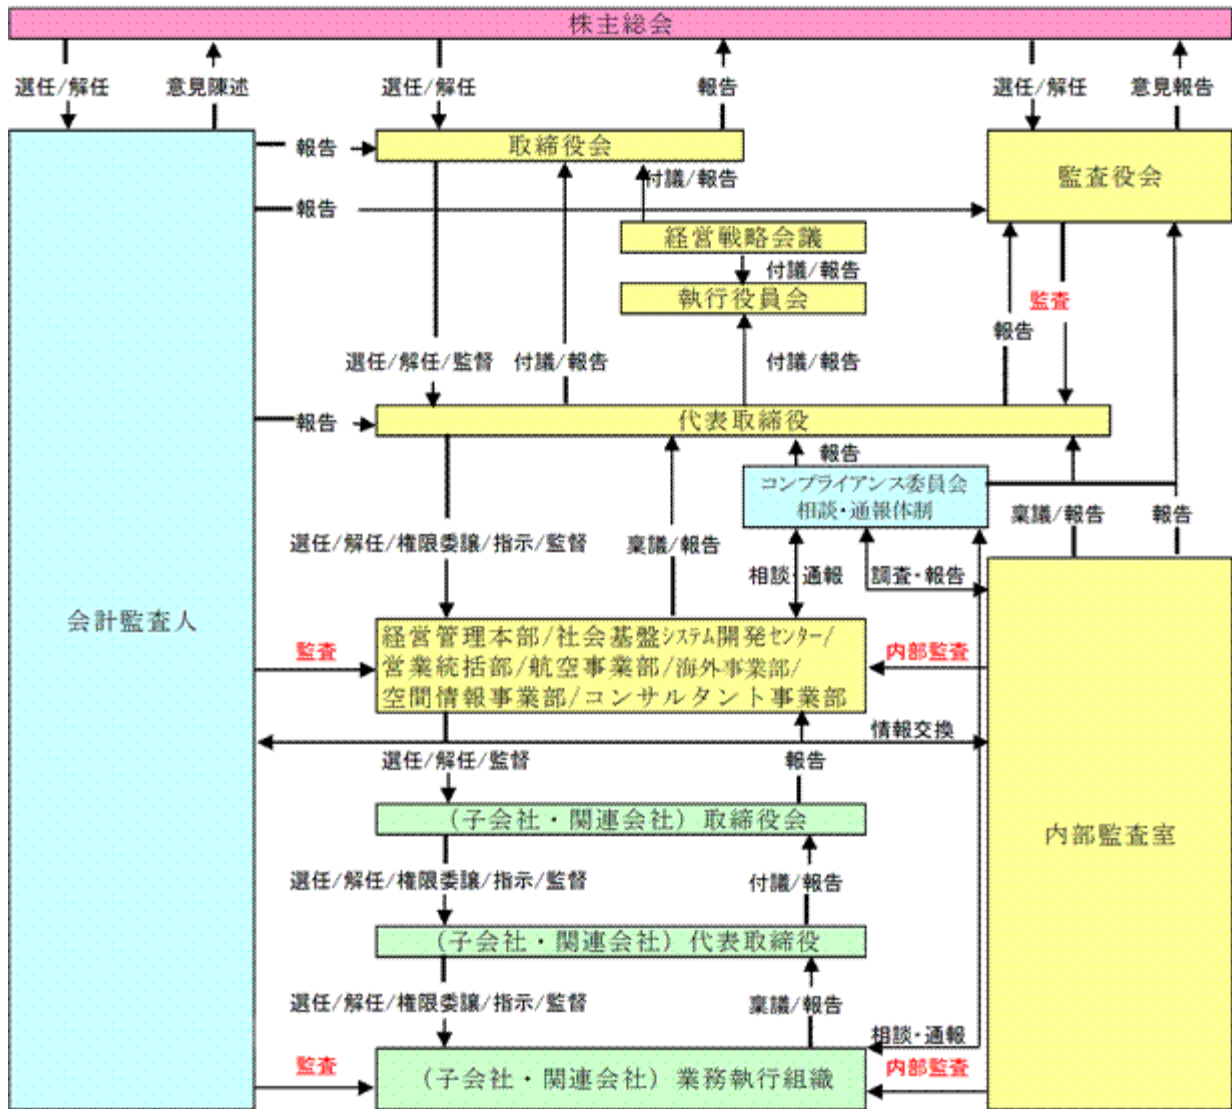 株主総会
選任/解任
意見陳述
選任/解任
報告
選任/解任
意見報告
報告
取締役会
監査役会
付議/報告
報告
経営戦略会議
付議/報告
執行役員会
監査
報告
選任/解任/監督
付議/報告
付議/報告
報告
代表取締役
報告
コンプライアンス委員会
相談・通報体制
選任/解任/権限委譲/指示/監督
稟議/報告
稟議/報告
報告
相談・通報
調査・報告
会計監査人
経営管理本部/社会基盤システム開発センター/
営業統括部/航空事業部/海外事業部/
空間情報事業部/コンサルタント事業部
監査
内部監査
情報交換
選任/解任/監督
報告
(子会社・関連会社)取締役会
内部監査室
選任/解任/権限委譲/指示/監督
付議/報告
(子会社・関連会社)代表取締役
選任/解任/権限委譲/指示/監督
稟議/報告
相談・通報
監査
内部監査
(子会社・関連会社)業務執行組織